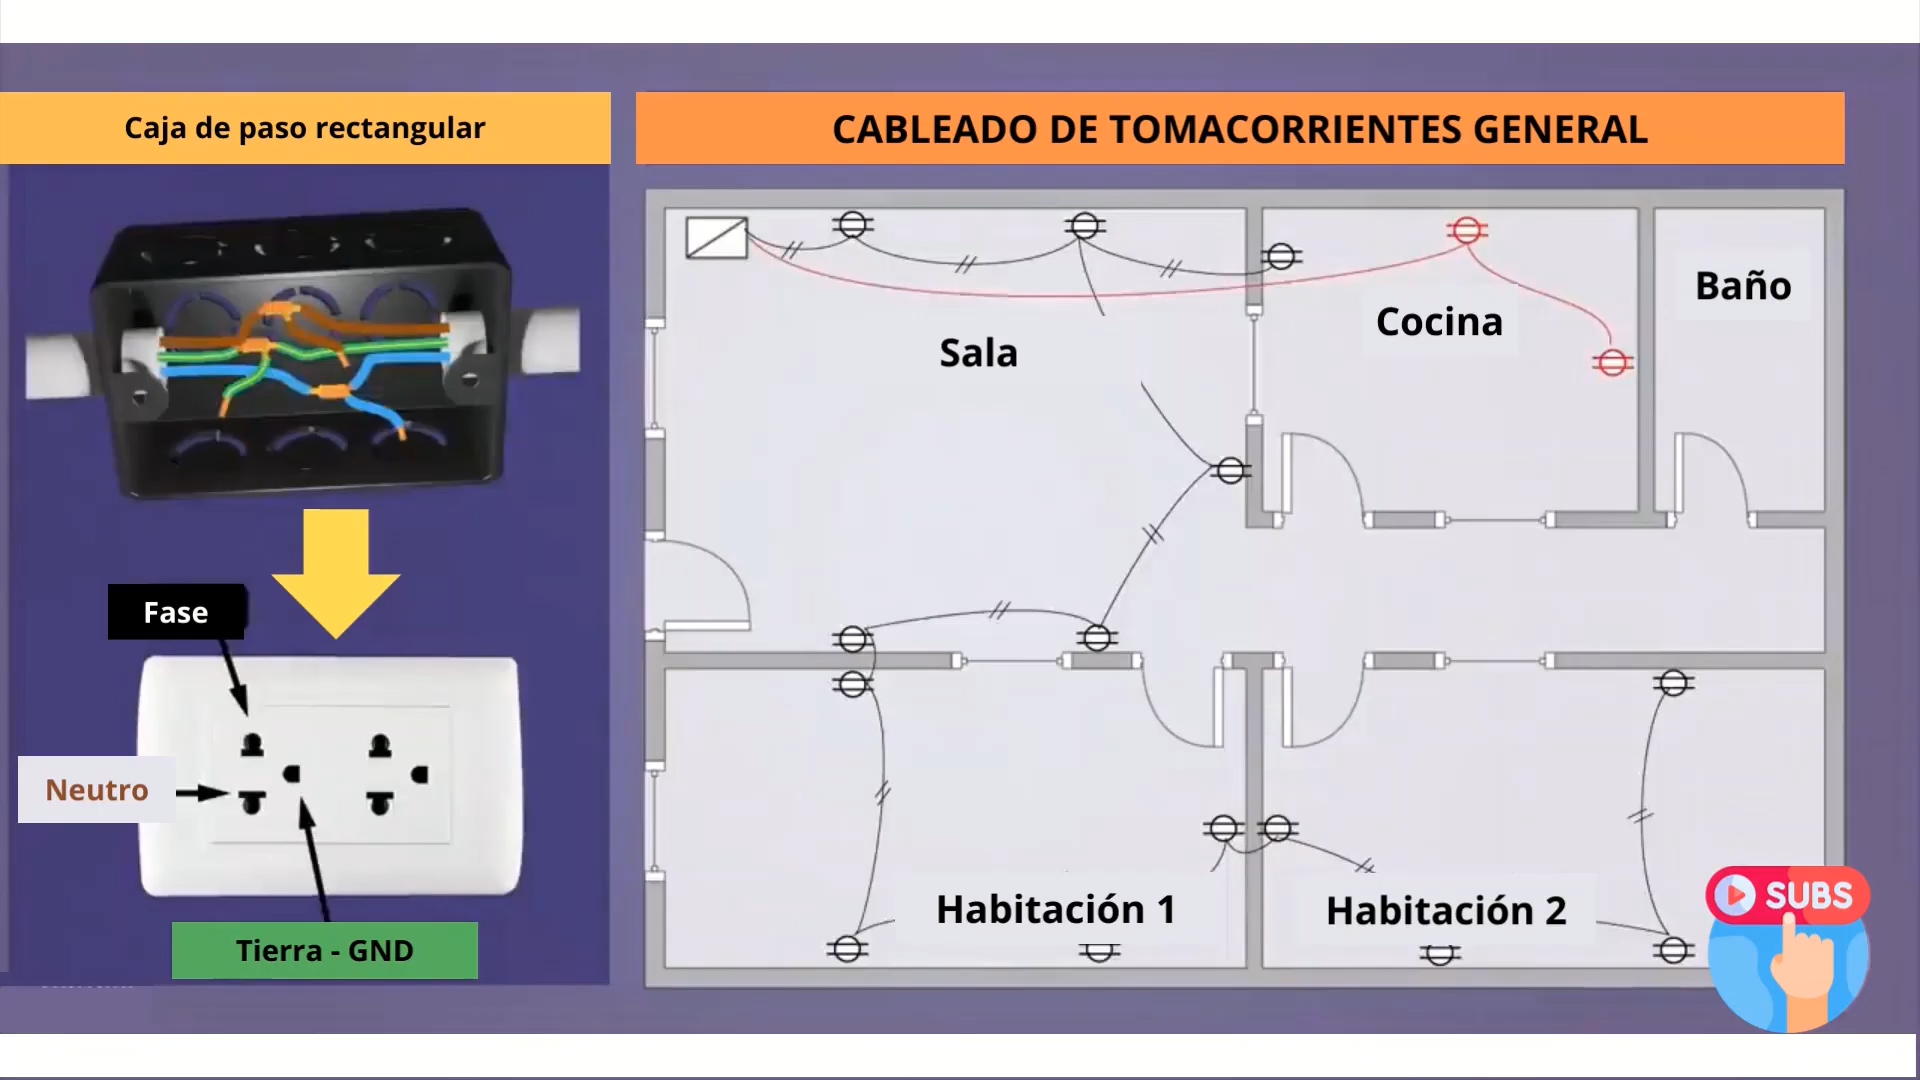 Caja de paso rectangular
CABLEADO DE TOMACORRIENTES GENERAL
Baño
Cocina
Sala
Fase
Neutro
Habitación 1
Habitación 2
SUBS
Tierra - GND